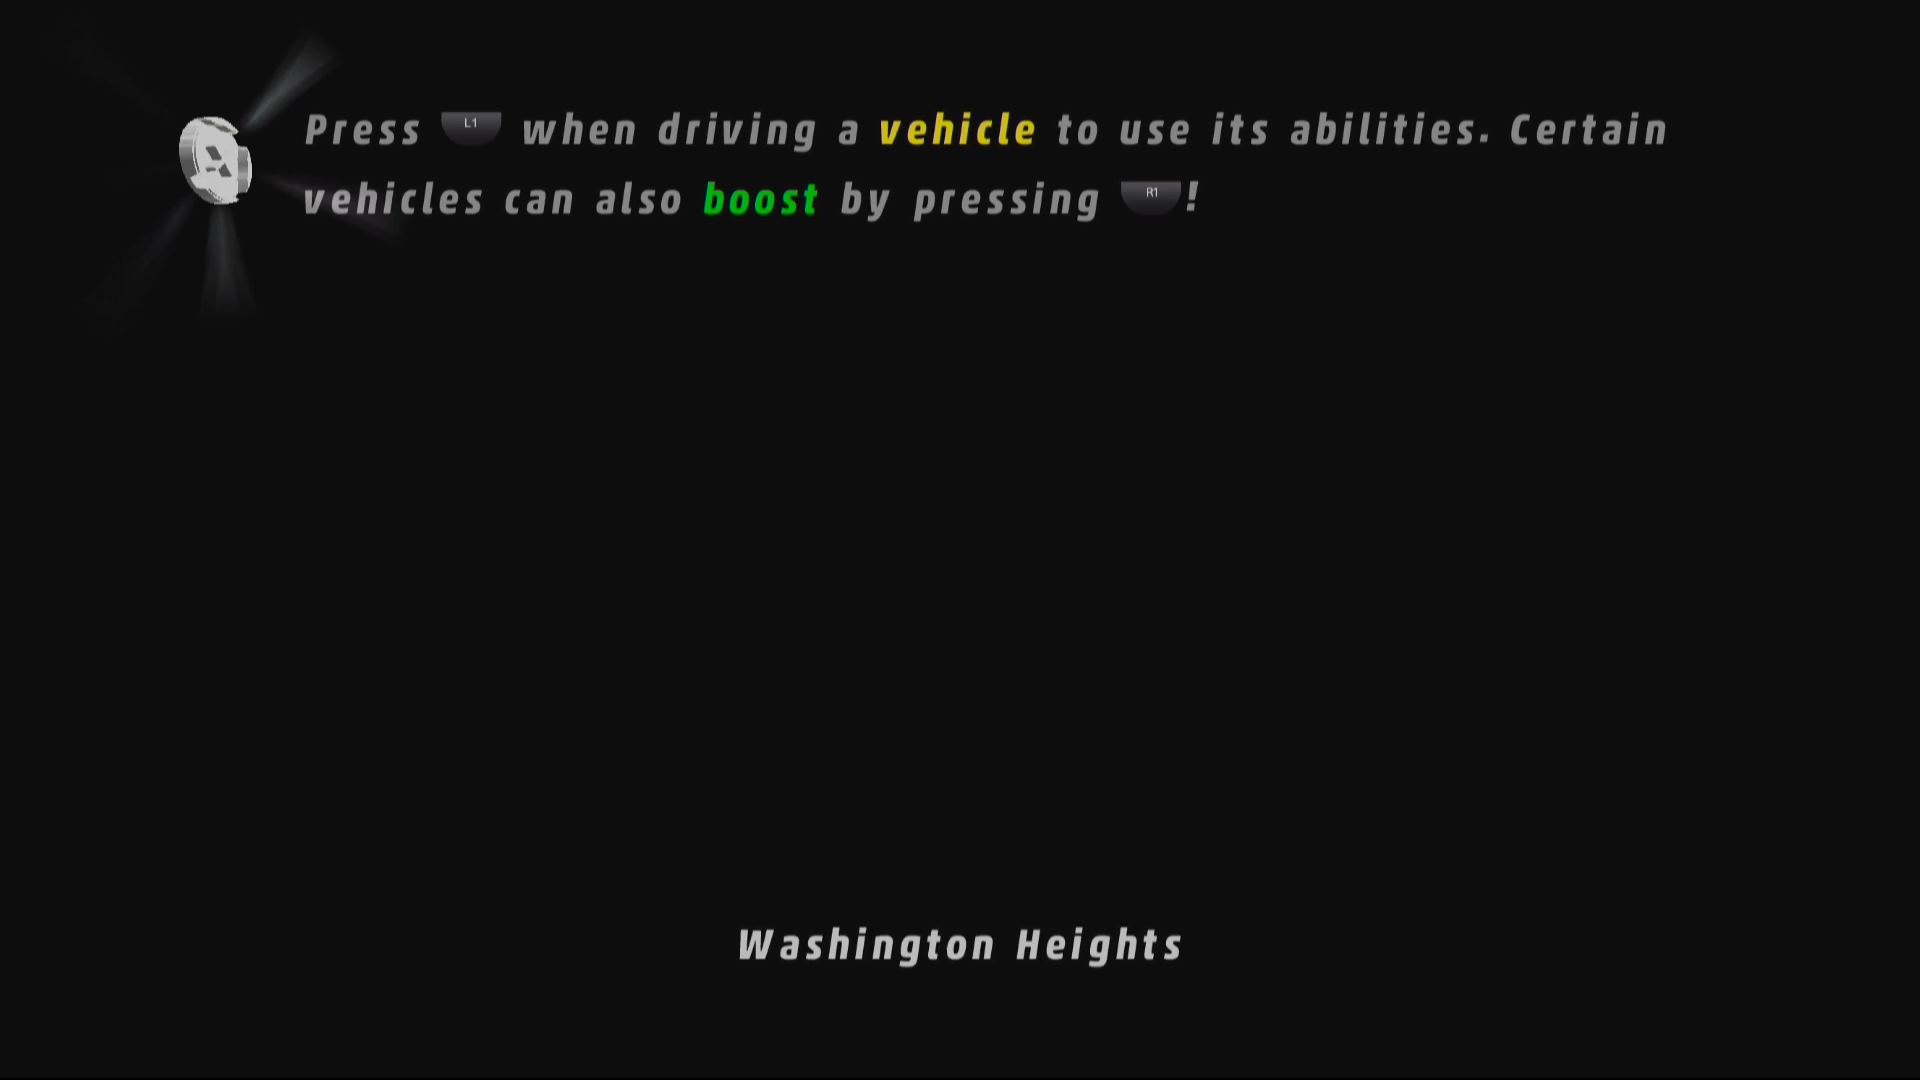 Press L1 when driving a vehicle to use its abilities. Certain
vehicles can also boost by pressing R1!
Washington Heights